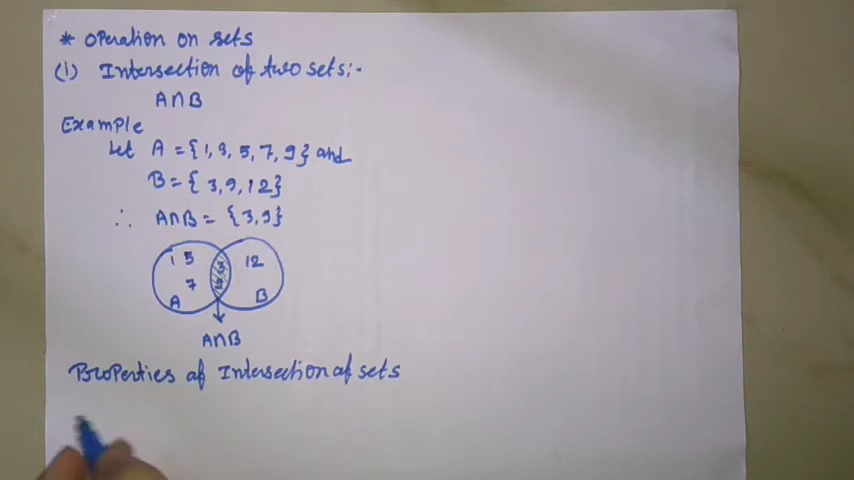 * Operation on sets
(1) Intersection of two sets:-
A∩B
Example
Let A = {1, 3, 5, 7, 9} and
B = { 3, 9, 12}
∴ A∩B = {3, 9}
1 5 12
7
A B
A∩B
Properties of Intersection of sets